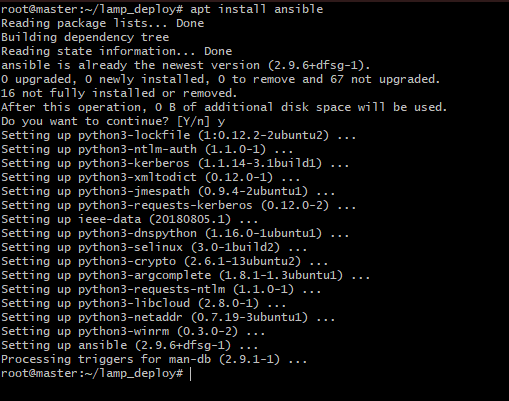 root@master:~/lamp_deploy# apt install ansible
Reading package lists... Done
Building dependency tree
Reading state information... Done
ansible is already the newest version (2.9.6+dfsg-1).
0 upgraded, 0 newly installed, 0 to remove and 67 not upgraded.
16 not fully installed or removed.
After this operation, 0 B of additional disk space will be used.
Do you want to continue? [Y/n] y
Setting up python3-lockfile (1:0.12.2-2ubuntu2) ...
Setting up python3-ntlm-auth (1.1.0-1) ...
Setting up python3-kerberos (1.1.14-3.1build1) ...
Setting up python3-xmltodict (0.12.0-1) ...
Setting up python3-jmespath (0.9.4-2ubuntu1) ...
Setting up python3-requests-kerberos (0.12.0-2) ...
Setting up ieee-data (20180805.1) ...
Setting up python3-dnspython (1.16.0-1ubuntu1) ...
Setting up python3-selinux (3.0-1build2) ...
Setting up python3-crypto (2.6.1-13ubuntu2) ...
Setting up python3-argcomplete (1.8.1-1.3ubuntu1) ...
Setting up python3-requests-ntlm (1.1.0-1) ...
Setting up python3-libcloud (2.8.0-1) ...
Setting up python3-netaddr (0.7.19-3ubuntu1) ...
Setting up python3-winrm (0.3.0-2) ...
Setting up ansible (2.9.6+dfsg-1) ...
Processing triggers for man-db (2.9.1-1) ...
root@master:~/lamp_deploy#